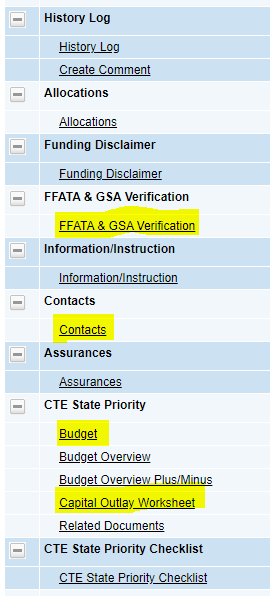 History Log
History Log
Create Comment
Allocations
Allocations
Funding Disclaimer
Funding Disclaimer
FFATA & GSA Verification
FFATA & GSA Verification
Information/Instruction
Information/Instruction
Contacts
Contacts
Assurances
Assurances
CTE State Priority
Budget
Budget Overview
Budget Overview Plus/Minus
Capital Outlay Worksheet
Related Documents
CTE State Priority Checklist
CTE State Priority Checklist